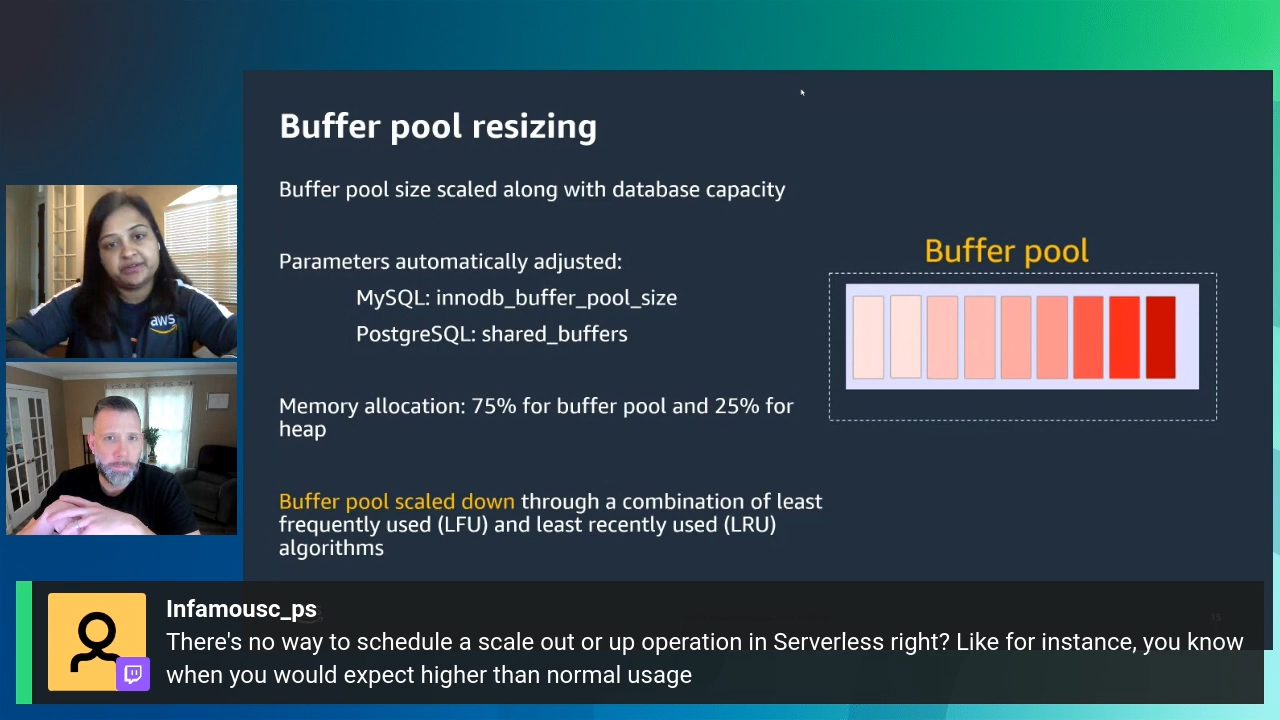 Buffer pool resizing
Buffer pool size scaled along with database capacity
Parameters automatically adjusted:
MySQL: innodb_buffer_pool_size
PostgreSQL: shared_buffers
Memory allocation: 75% for buffer pool and 25% for
heap
Buffer pool scaled down through a combination of least
frequently used (LFU) and least recently used (LRU)
algorithms
Buffer pool
aws
Infamousc_ps
There's no way to schedule a scale out or up operation in Serverless right? Like for instance, you know
when you would expect higher than normal usage